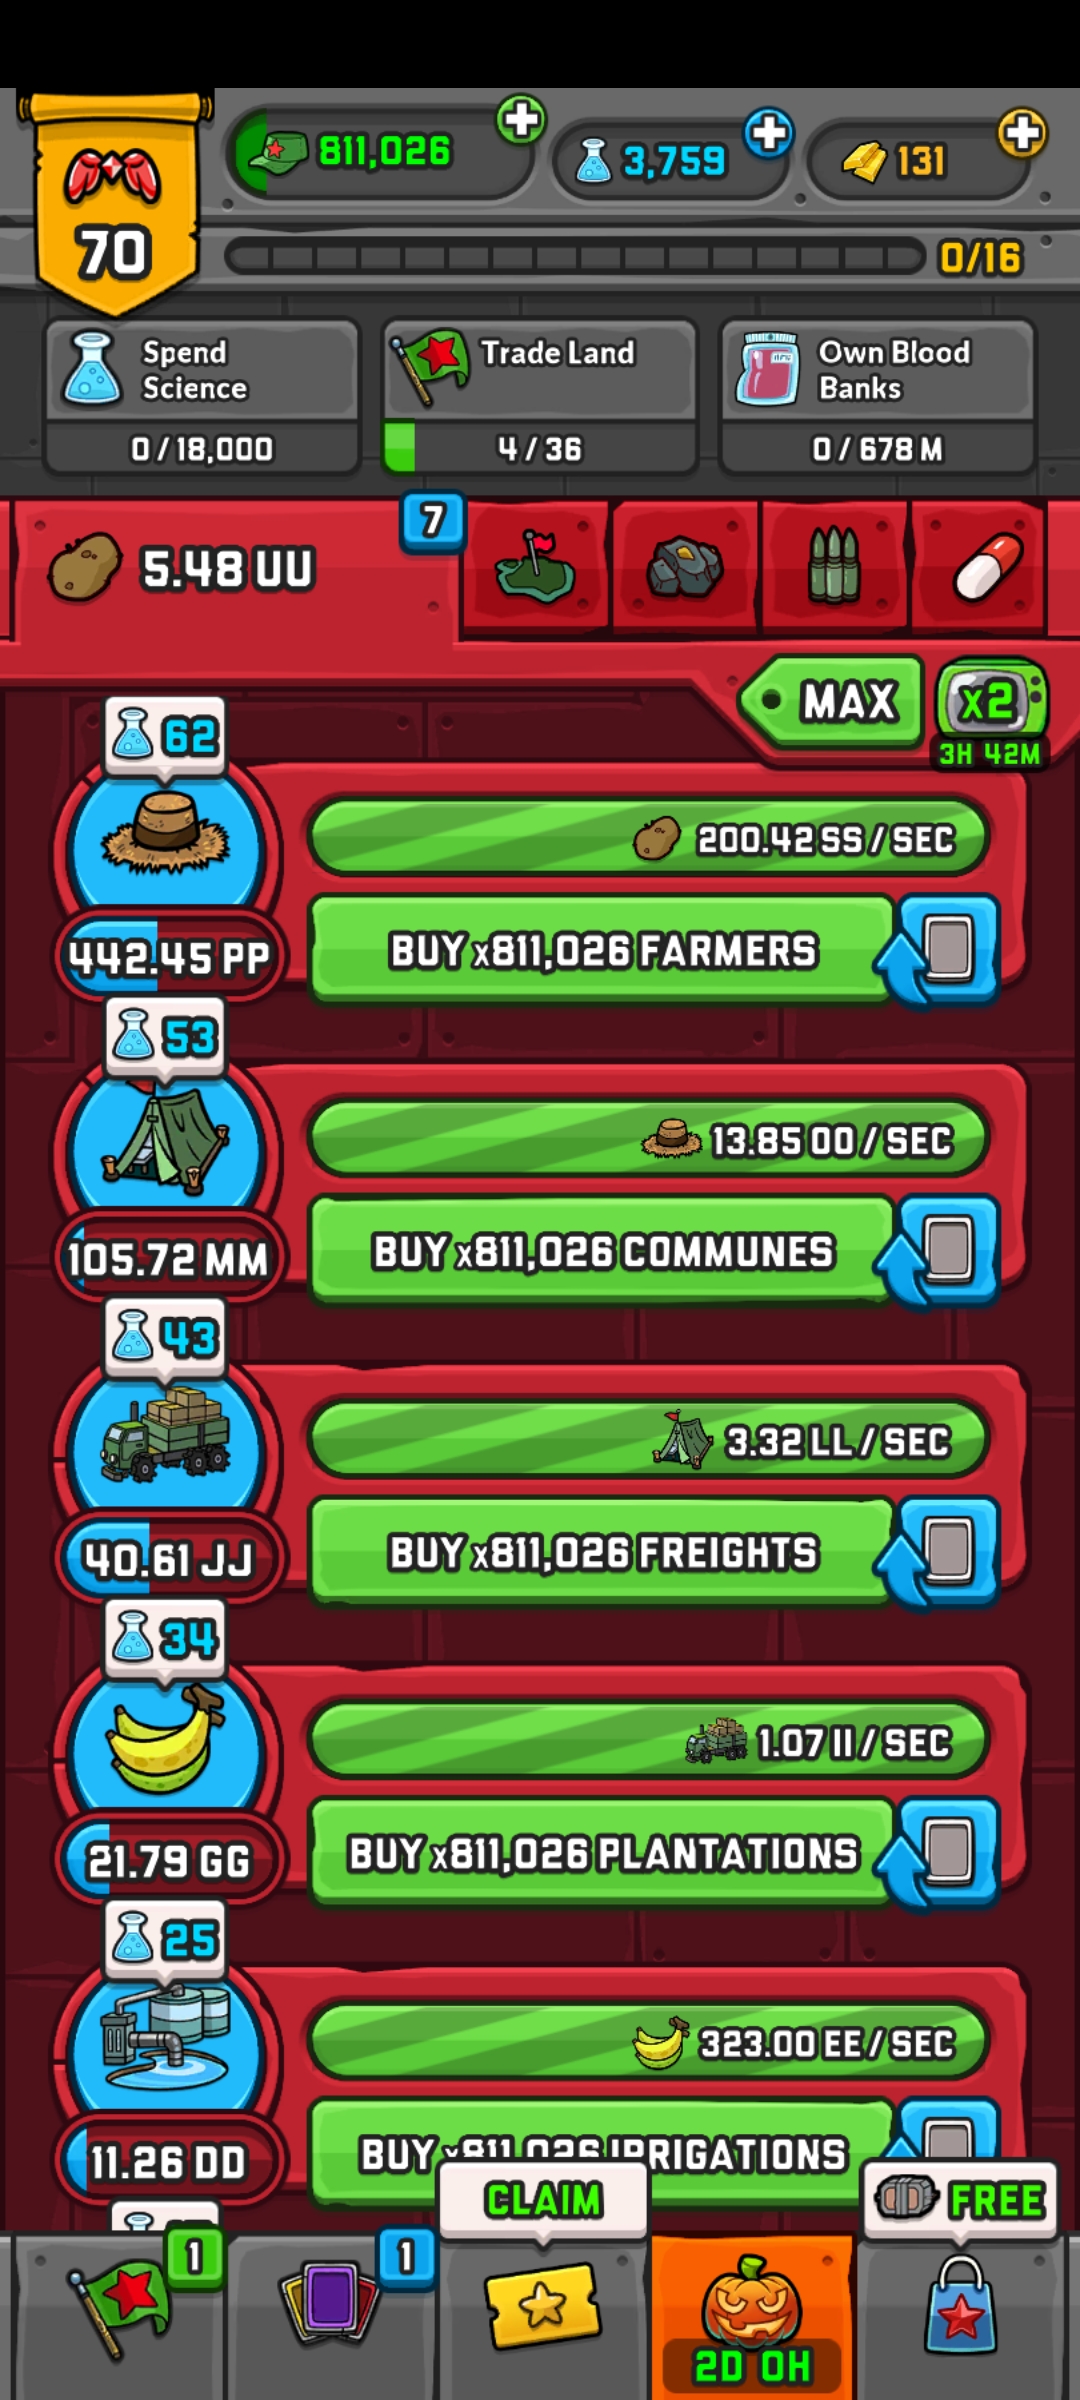 70
811,026
3,759
131
0/16
Spend
Science
0 / 18,000
Trade Land
4 / 36
Own Blood
Banks
0 / 678 M
5.48 UU
7
MAX
x2
3H 42M
62
200.42 SS / SEC
442.45 PP
BUY x811,026 FARMERS
53
13.85 OO / SEC
105.72 MM
BUY x811,026 COMMUNES
43
3.32 LL / SEC
40.61 JJ
BUY x811,026 FREIGHTS
34
1.07 II / SEC
21.79 GG
BUY x811,026 PLANTATIONS
25
323.00 EE / SEC
11.26 DD
BUY x811,026 IRRIGATIONS
CLAIM
FREE
1
1
2D 0H